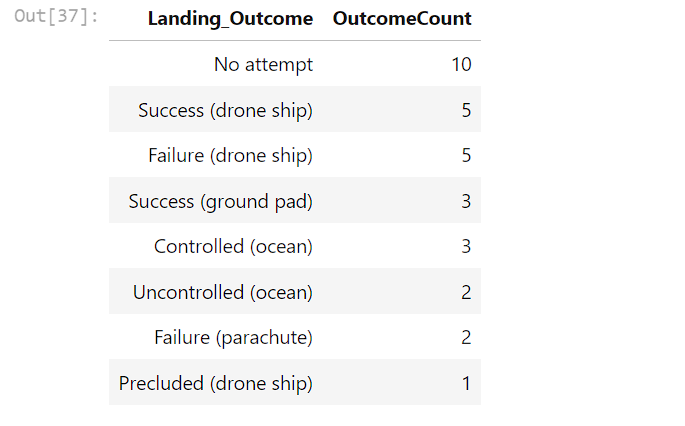 Out[37]: Landing_Outcome OutcomeCount
No attempt 10
Success (drone ship) 5
Failure (drone ship) 5
Success (ground pad) 3
Controlled (ocean) 3
Uncontrolled (ocean) 2
Failure (parachute) 2
Precluded (drone ship) 1